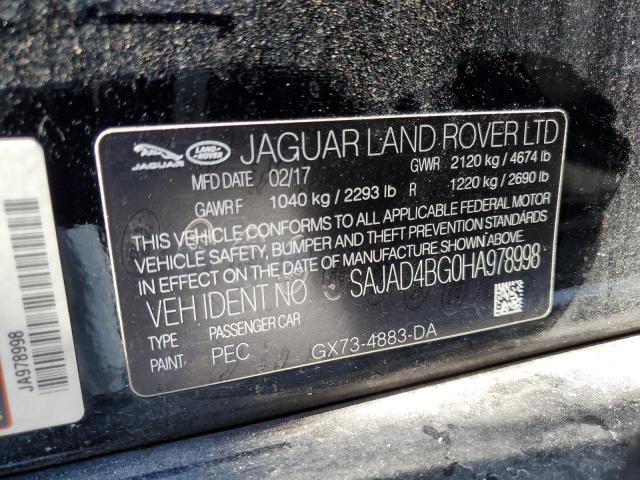 JAGUAR LAND-ROVER JAGUAR LAND ROVER LTD
MFD DATE 02/17 GWR 2120 kg / 4674 lb
GAWR F 1040 kg / 2293 lb R 1220 kg / 2690 lb
THIS VEHICLE CONFORMS TO ALL APPLICABLE FEDERAL MOTOR
VEHICLE SAFETY, BUMPER AND THEFT PREVENTION STANDARDS
IN EFFECT ON THE DATE OF MANUFACTURE SHOWN ABOVE
VEH IDENT NO SAJAD4BG0HA978998
TYPE PASSENGER CAR
PAINT PEC GX73-4883-DA
JA978998